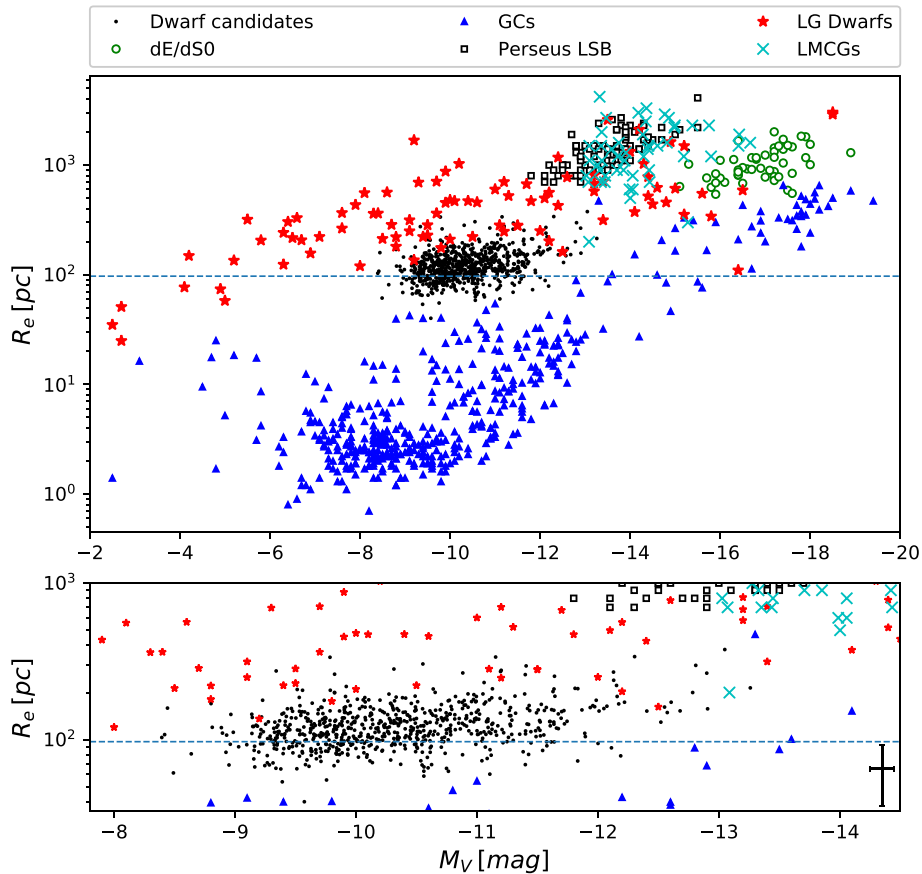 Dwarf candidates GCs LG Dwarfs
dE/dS0 Perseus LSB LMCGs
10³
10²
10¹
10⁰
R_e [pc]
−2 −4 −6 −8 −10 −12 −14 −16 −18 −20
10³
10²
R_e [pc]
−8 −9 −10 −11 −12 −13 −14
M_V [mag]